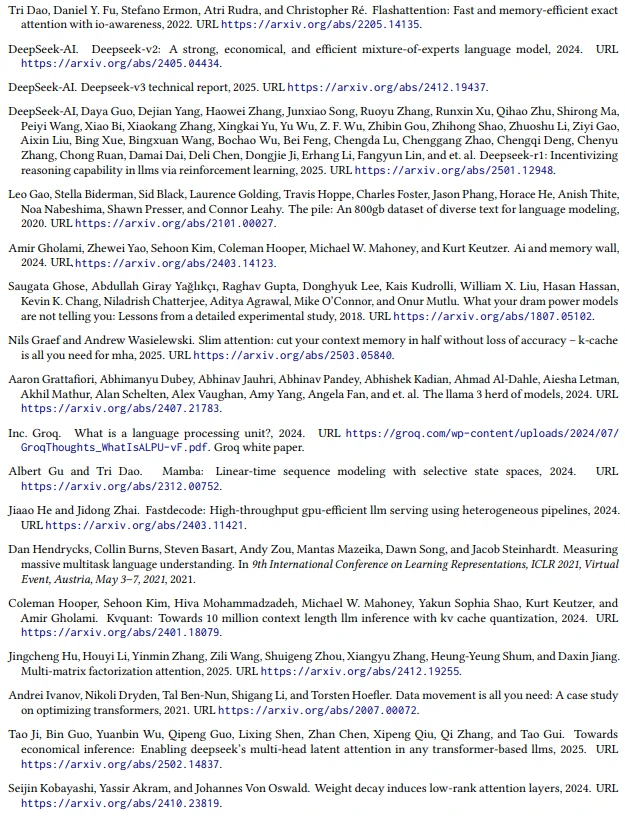 Tri Dao, Daniel Y. Fu, Stefano Ermon, Atri Rudra, and Christopher Ré. Flashattention: Fast and memory-efficient exact
attention with io-awareness, 2022. URL https://arxiv.org/abs/2205.14135.
DeepSeek-AI. Deepseek-v2: A strong, economical, and efficient mixture-of-experts language model, 2024. URL
https://arxiv.org/abs/2405.04434.
DeepSeek-AI. Deepseek-v3 technical report, 2025. URL https://arxiv.org/abs/2412.19437.
DeepSeek-AI, Daya Guo, Dejian Yang, Haowei Zhang, Junxiao Song, Ruoyu Zhang, Runxin Xu, Qihao Zhu, Shirong Ma,
Peiyi Wang, Xiao Bi, Xiaokang Zhang, Xingkai Yu, Yu Wu, Z. F. Wu, Zhibin Gou, Zhihong Shao, Zhuoshu Li, Ziyi Gao,
Aixin Liu, Bing Xue, Bingxuan Wang, Bochao Wu, Bei Feng, Chengda Lu, Chenggang Zhao, Chengqi Deng, Chenyu
Zhang, Chong Ruan, Damai Dai, Deli Chen, Dongjie Ji, Erhang Li, Fangyun Lin, and et. al. Deepseek-r1: Incentivizing
reasoning capability in llms via reinforcement learning, 2025. URL https://arxiv.org/abs/2501.12948.
Leo Gao, Stella Biderman, Sid Black, Laurence Golding, Travis Hoppe, Charles Foster, Jason Phang, Horace He, Anish Thite,
Noa Nabeshima, Shawn Presser, and Connor Leahy. The pile: An 800gb dataset of diverse text for language modeling,
2020. URL https://arxiv.org/abs/2101.00027.
Amir Gholami, Zhewei Yao, Sehoon Kim, Coleman Hooper, Michael W. Mahoney, and Kurt Keutzer. Ai and memory wall,
2024. URL https://arxiv.org/abs/2403.14123.
Saugata Ghose, Abdullah Giray Yağlıkçı, Raghav Gupta, Donghyuk Lee, Kais Kudrolli, William X. Liu, Hasan Hassan,
Kevin K. Chang, Niladrish Chatterjee, Aditya Agrawal, Mike O'Connor, and Onur Mutlu. What your dram power models
are not telling you: Lessons from a detailed experimental study, 2018. URL https://arxiv.org/abs/1807.05102.
Nils Graef and Andrew Wasielewski. Slim attention: cut your context memory in half without loss of accuracy – k-cache
is all you need for mha, 2025. URL https://arxiv.org/abs/2503.05840.
Aaron Grattafiori, Abhimanyu Dubey, Abhinav Jauhri, Abhinav Pandey, Abhishek Kadian, Ahmad Al-Dahle, Aiesha Letman,
Akhil Mathur, Alan Schelten, Alex Vaughan, Amy Yang, Angela Fan, and et. al. The llama 3 herd of models, 2024. URL
https://arxiv.org/abs/2407.21783.
Inc. Groq. What is a language processing unit?, 2024. URL https://groq.com/wp-content/uploads/2024/07/
GroqThoughts_WhatIsALPU-vF.pdf. Groq white paper.
Albert Gu and Tri Dao. Mamba: Linear-time sequence modeling with selective state spaces, 2024. URL
https://arxiv.org/abs/2312.00752.
Jiaao He and Jidong Zhai. Fastdecode: High-throughput gpu-efficient llm serving using heterogeneous pipelines, 2024.
URL https://arxiv.org/abs/2403.11421.
Dan Hendrycks, Collin Burns, Steven Basart, Andy Zou, Mantas Mazeika, Dawn Song, and Jacob Steinhardt. Measuring
massive multitask language understanding. In 9th International Conference on Learning Representations, ICLR 2021, Virtual
Event, Austria, May 3–7, 2021, 2021.
Coleman Hooper, Sehoon Kim, Hiva Mohammadzadeh, Michael W. Mahoney, Yakun Sophia Shao, Kurt Keutzer, and
Amir Gholami. Kvquant: Towards 10 million context length llm inference with kv cache quantization, 2024. URL
https://arxiv.org/abs/2401.18079.
Jingcheng Hu, Houyi Li, Yinmin Zhang, Zili Wang, Shuigeng Zhou, Xiangyu Zhang, Heung-Yeung Shum, and Daxin Jiang.
Multi-matrix factorization attention, 2025. URL https://arxiv.org/abs/2412.19255.
Andrei Ivanov, Nikoli Dryden, Tal Ben-Nun, Shigang Li, and Torsten Hoefler. Data movement is all you need: A case study
on optimizing transformers, 2021. URL https://arxiv.org/abs/2007.00072.
Tao Ji, Bin Guo, Yuanbin Wu, Qipeng Guo, Lixing Shen, Zhan Chen, Xipeng Qiu, Qi Zhang, and Tao Gui. Towards
economical inference: Enabling deepseek's multi-head latent attention in any transformer-based llms, 2025. URL
https://arxiv.org/abs/2502.14837.
Seijin Kobayashi, Yassir Akram, and Johannes Von Oswald. Weight decay induces low-rank attention layers, 2024. URL
https://arxiv.org/abs/2410.23819.